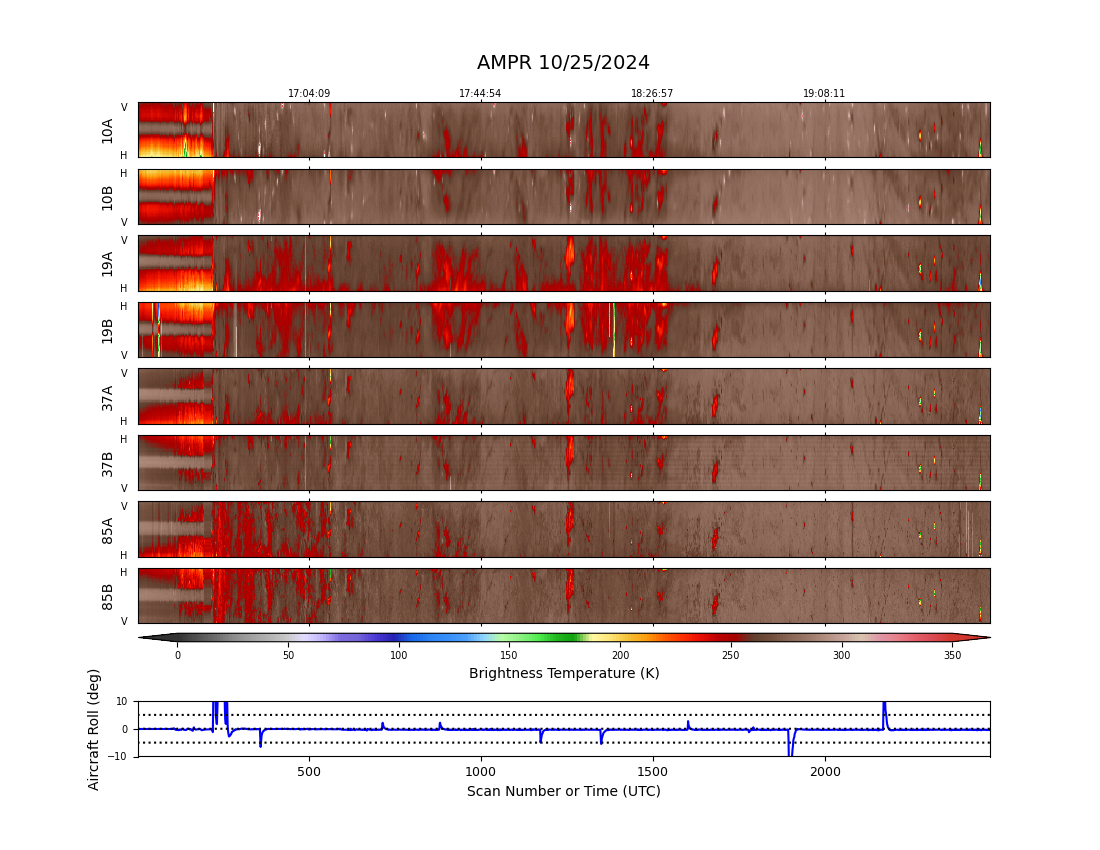 AMPR 10/25/2024
17:04:09 17:44:54 18:26:57 19:08:11
V
10A
H
H
10B
V
V
19A
H
H
19B
V
V
37A
H
H
37B
V
V
85A
H
H
85B
V
0 50 100 150 200 250 300 350
Brightness Temperature (K)
Aircraft Roll (deg)
10
0
−10
500 1000 1500 2000
Scan Number or Time (UTC)